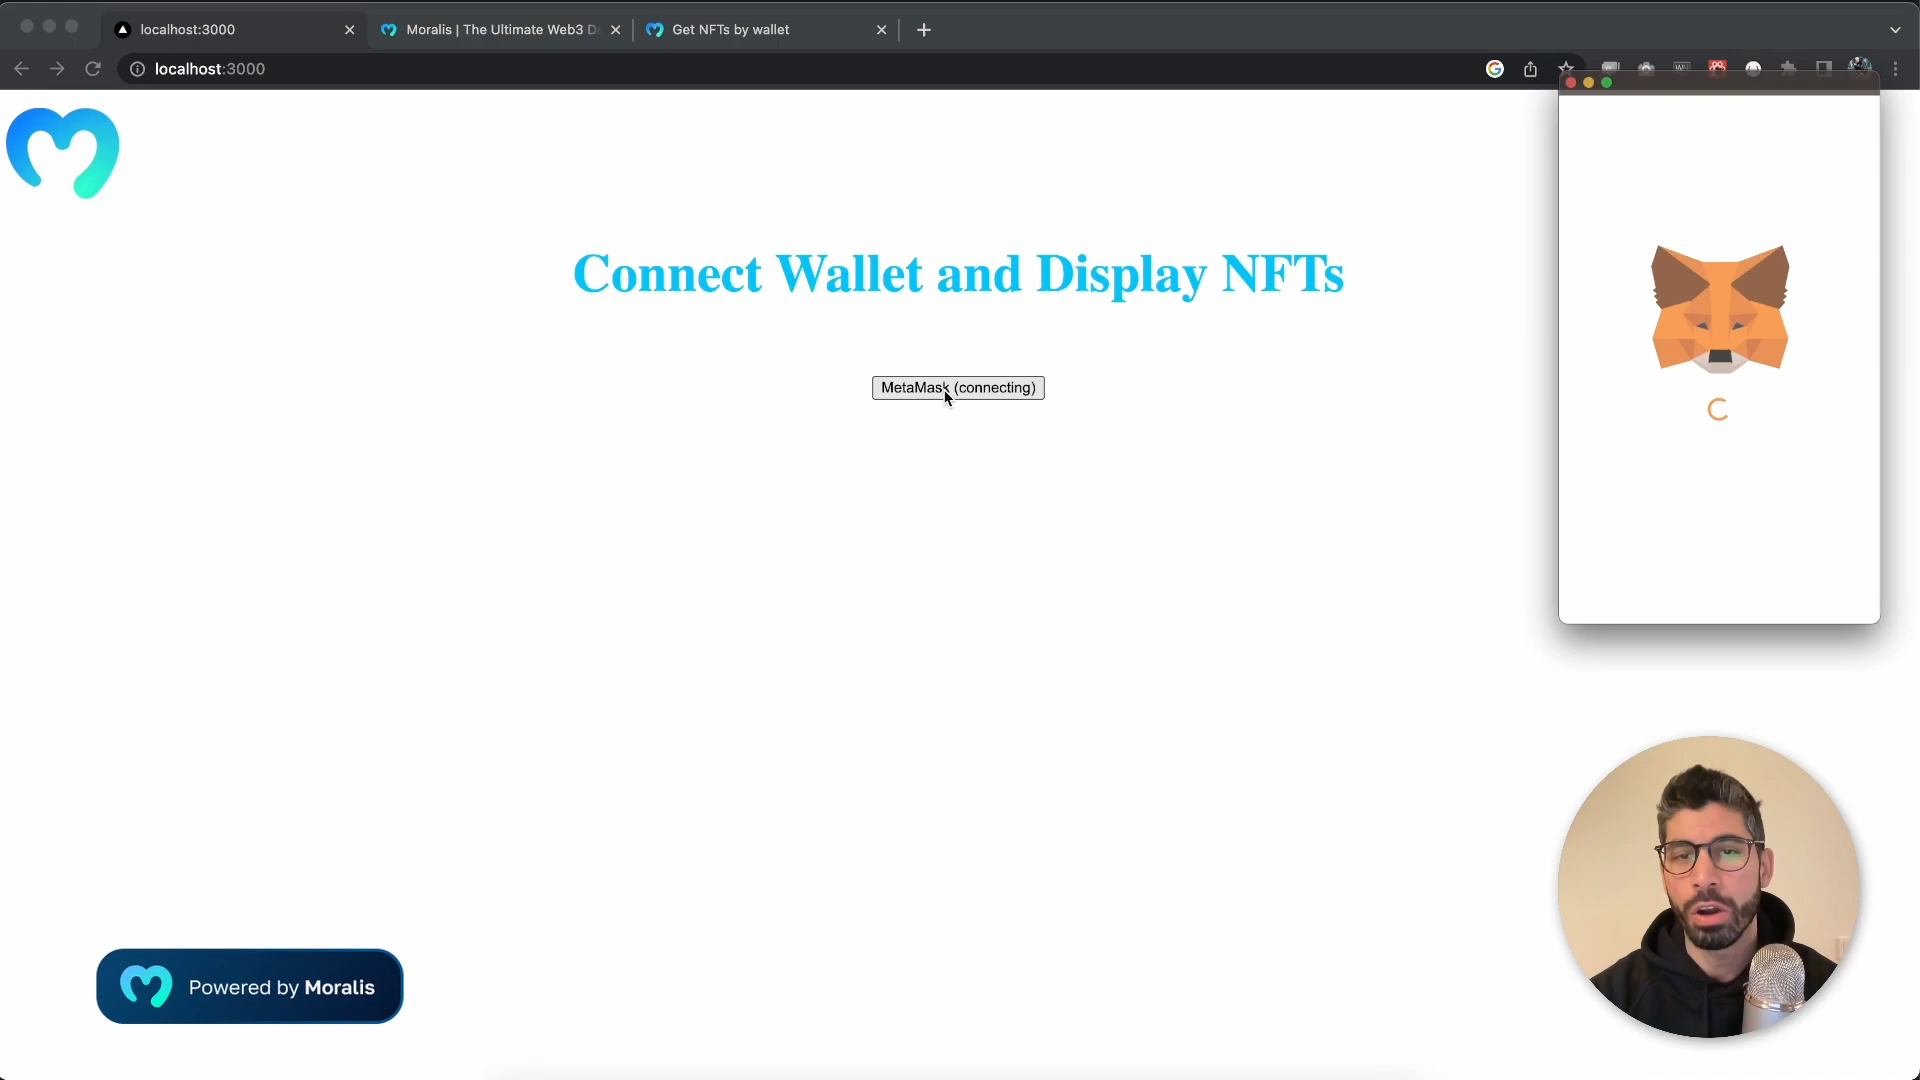 localhost:3000
Moralis | The Ultimate Web3 D
Get NFTs by wallet
localhost:3000
Connect Wallet and Display NFTs
MetaMask (connecting)
Powered by Moralis